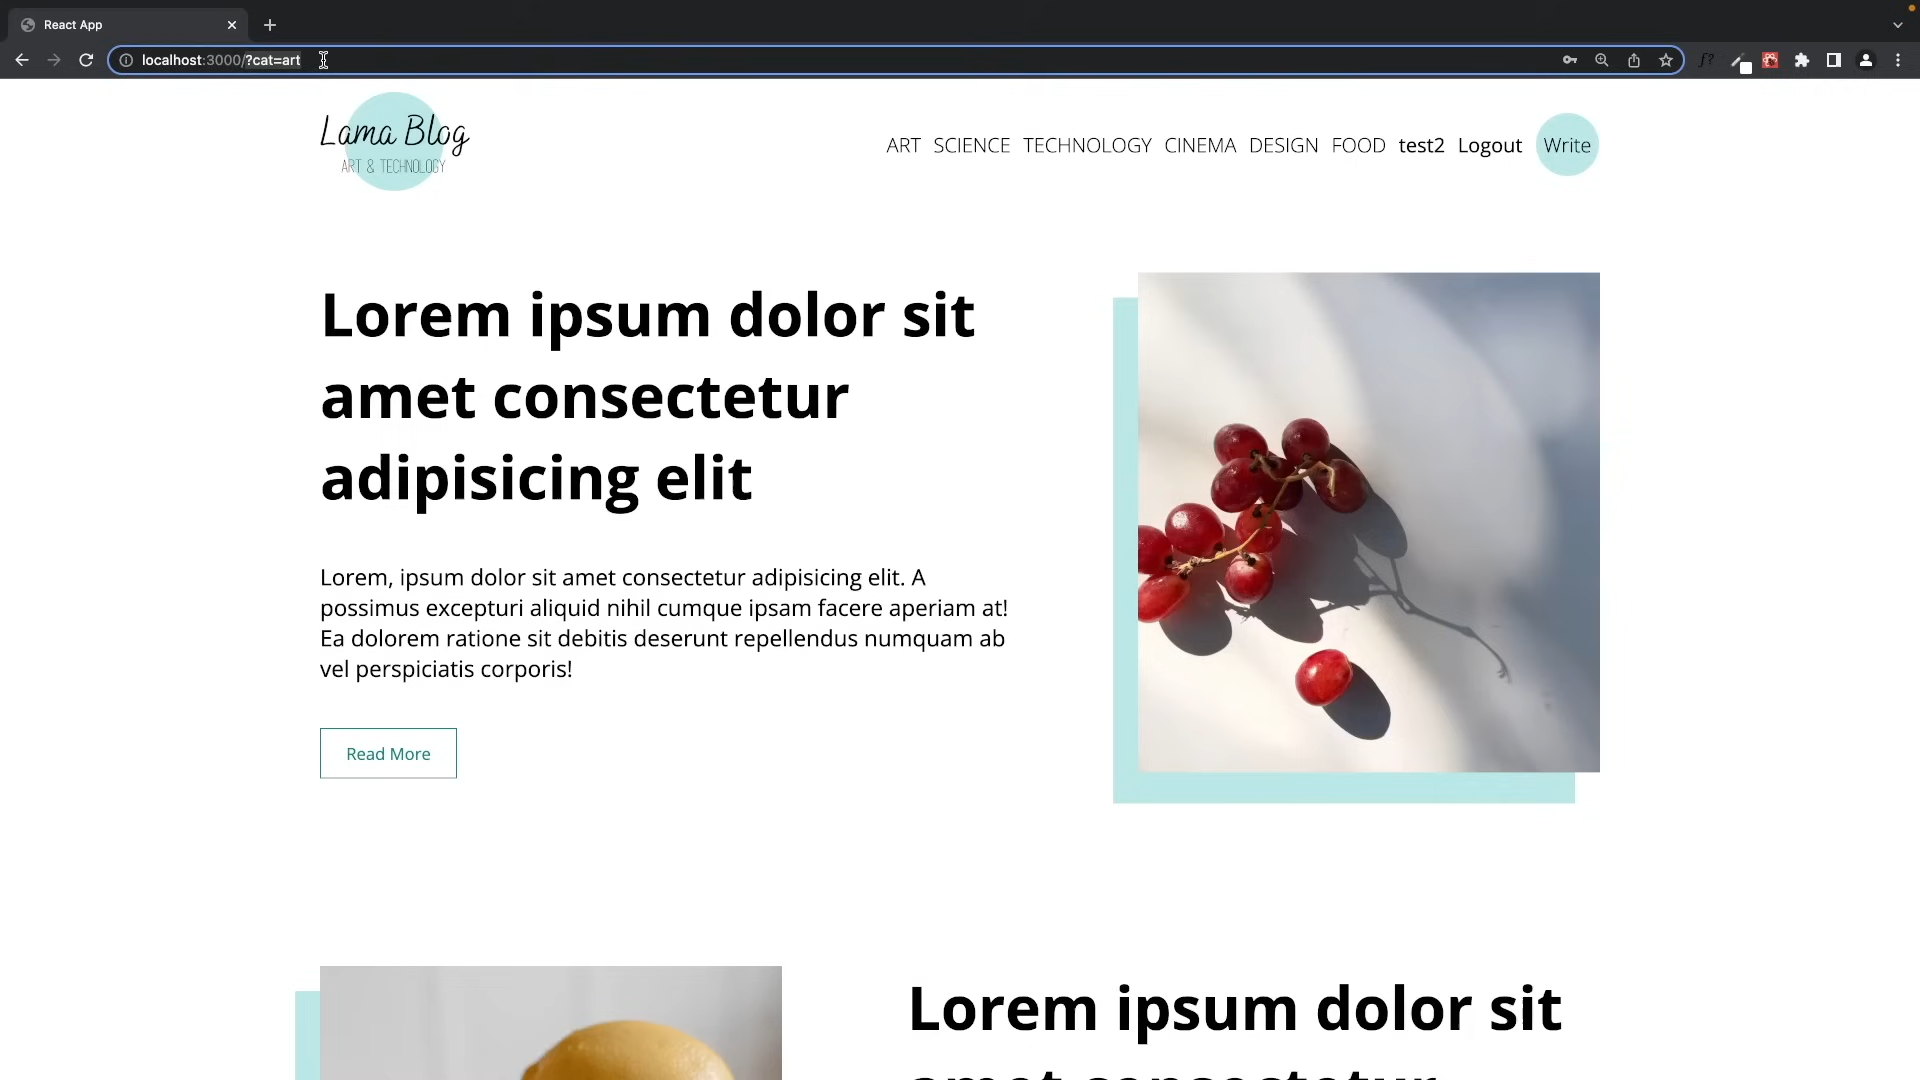 React App
localhost:3000/?cat=art
f?
Lama Blog
ART & TECHNOLOGY
ART SCIENCE TECHNOLOGY CINEMA DESIGN FOOD test2 Logout Write
Lorem ipsum dolor sit
amet consectetur
adipisicing elit
Lorem, ipsum dolor sit amet consectetur adipisicing elit. A
possimus excepturi aliquid nihil cumque ipsam facere aperiam at!
Ea dolorem ratione sit debitis deserunt repellendus numquam ab
vel perspiciatis corporis!
Read More
Lorem ipsum dolor sit
amet consectetur